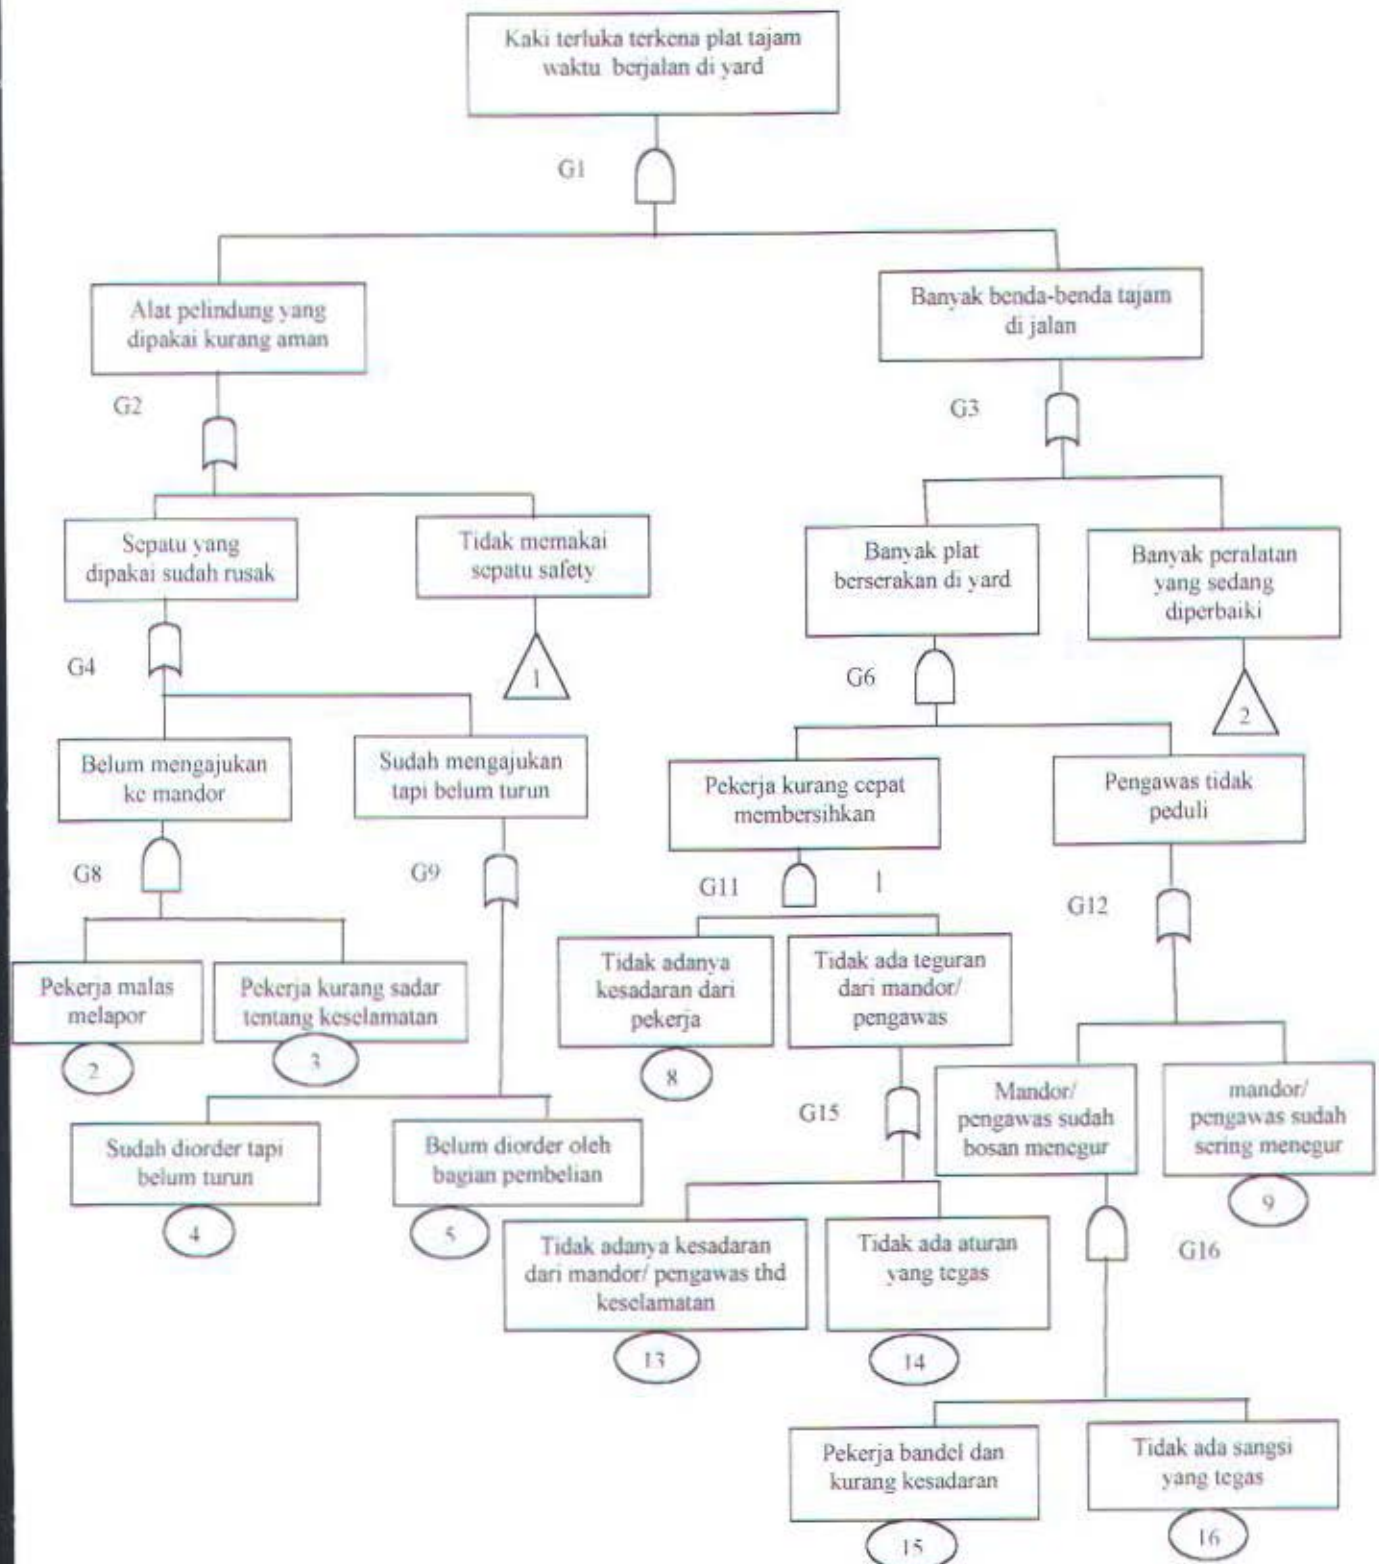 Kaki terluka terkena plat tajam
waktu berjalan di yard
G1
Alat pelindung yang
dipakai kurang aman
Banyak benda-benda tajam
di jalan
G2
G3
Sepatu yang
dipakai sudah rusak
Tidak memakai
sepatu safety
Banyak plat
berserakan di yard
Banyak peralatan
yang sedang
diperbaiki
G4
1
G6
2
Belum mengajukan
ke mandor
Sudah mengajukan
tapi belum turun
Pekerja kurang cepat
membersihkan
Pengawas tidak
peduli
G8
G9
G11
G12
Pekerja malas
melapor
2
Pekerja kurang sadar
tentang keselamatan
3
Tidak adanya
kesadaran dari
pekerja
8
Tidak ada teguran
dari mandor/
pengawas
G15
Mandor/
pengawas sudah
bosan menegur
mandor/
pengawas sudah
sering menegur
9
Sudah diorder tapi
belum turun
4
Belum diorder oleh
bagian pembelian
5
Tidak adanya kesadaran
dari mandor/ pengawas thd
keselamatan
13
Tidak ada aturan
yang tegas
14
G16
Pekerja bandel dan
kurang kesadaran
15
Tidak ada sangsi
yang tegas
16